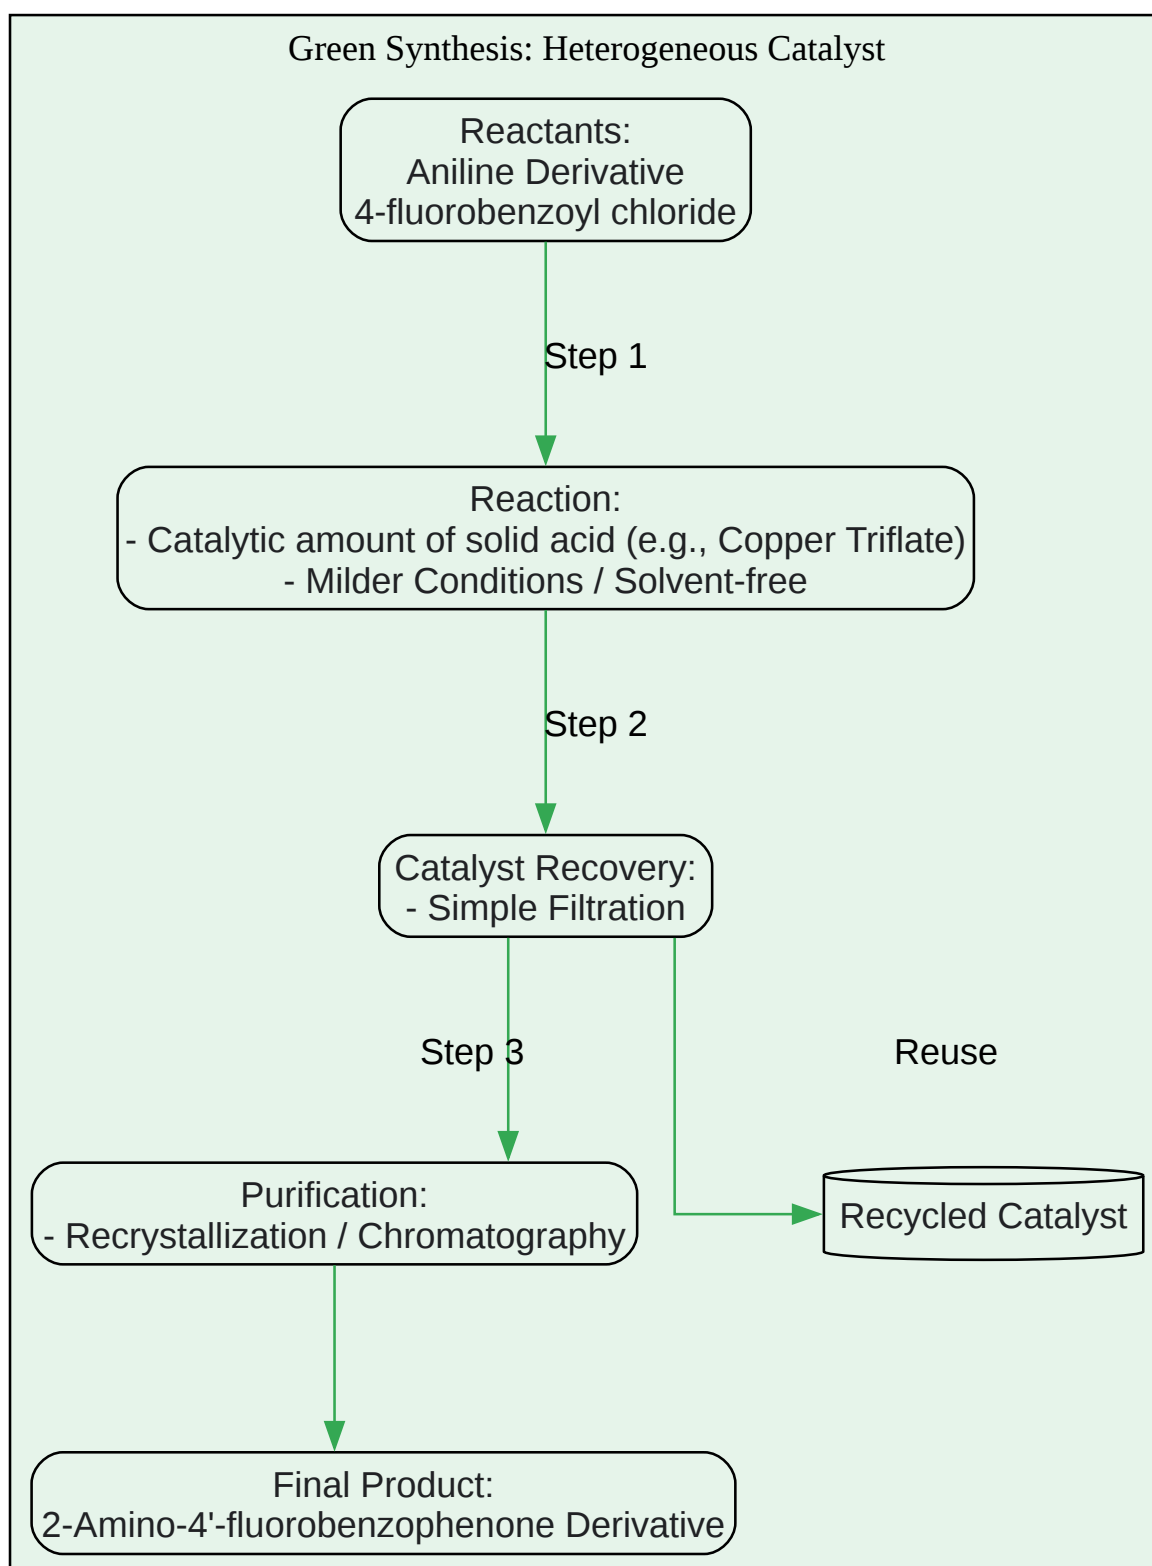 Green Synthesis: Heterogeneous Catalyst
Reactants:
Aniline Derivative
4-fluorobenzoyl chloride
Step 1
Reaction:
- Catalytic amount of solid acid (e.g., Copper Triflate)
- Milder Conditions / Solvent-free
Step 2
Catalyst Recovery:
- Simple Filtration
Step 3
Reuse
Purification:
- Recrystallization / Chromatography
Recycled Catalyst
Final Product:
2-Amino-4'-fluorobenzophenone Derivative